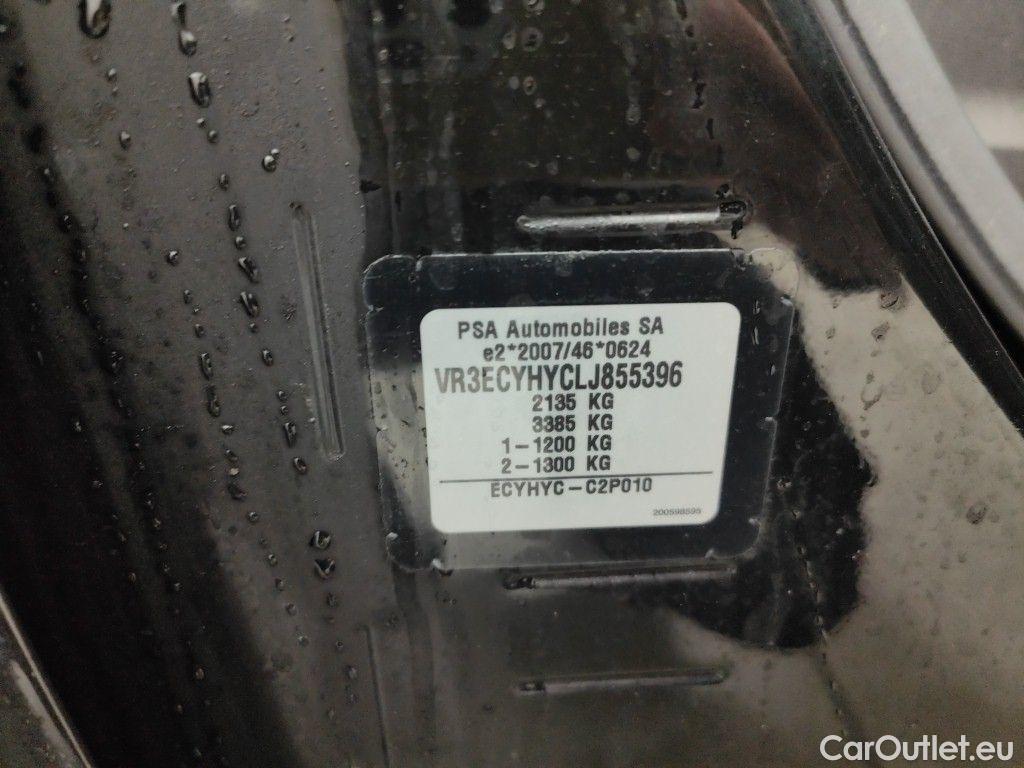 PSA Automobiles SA
e2*2007/46*0624
VR3ECYHYCLJ855396
2135 KG
3385 KG
1-1200 KG
2-1300 KG
ECYHYC-C2P010
200598595
CarOutlet.eu